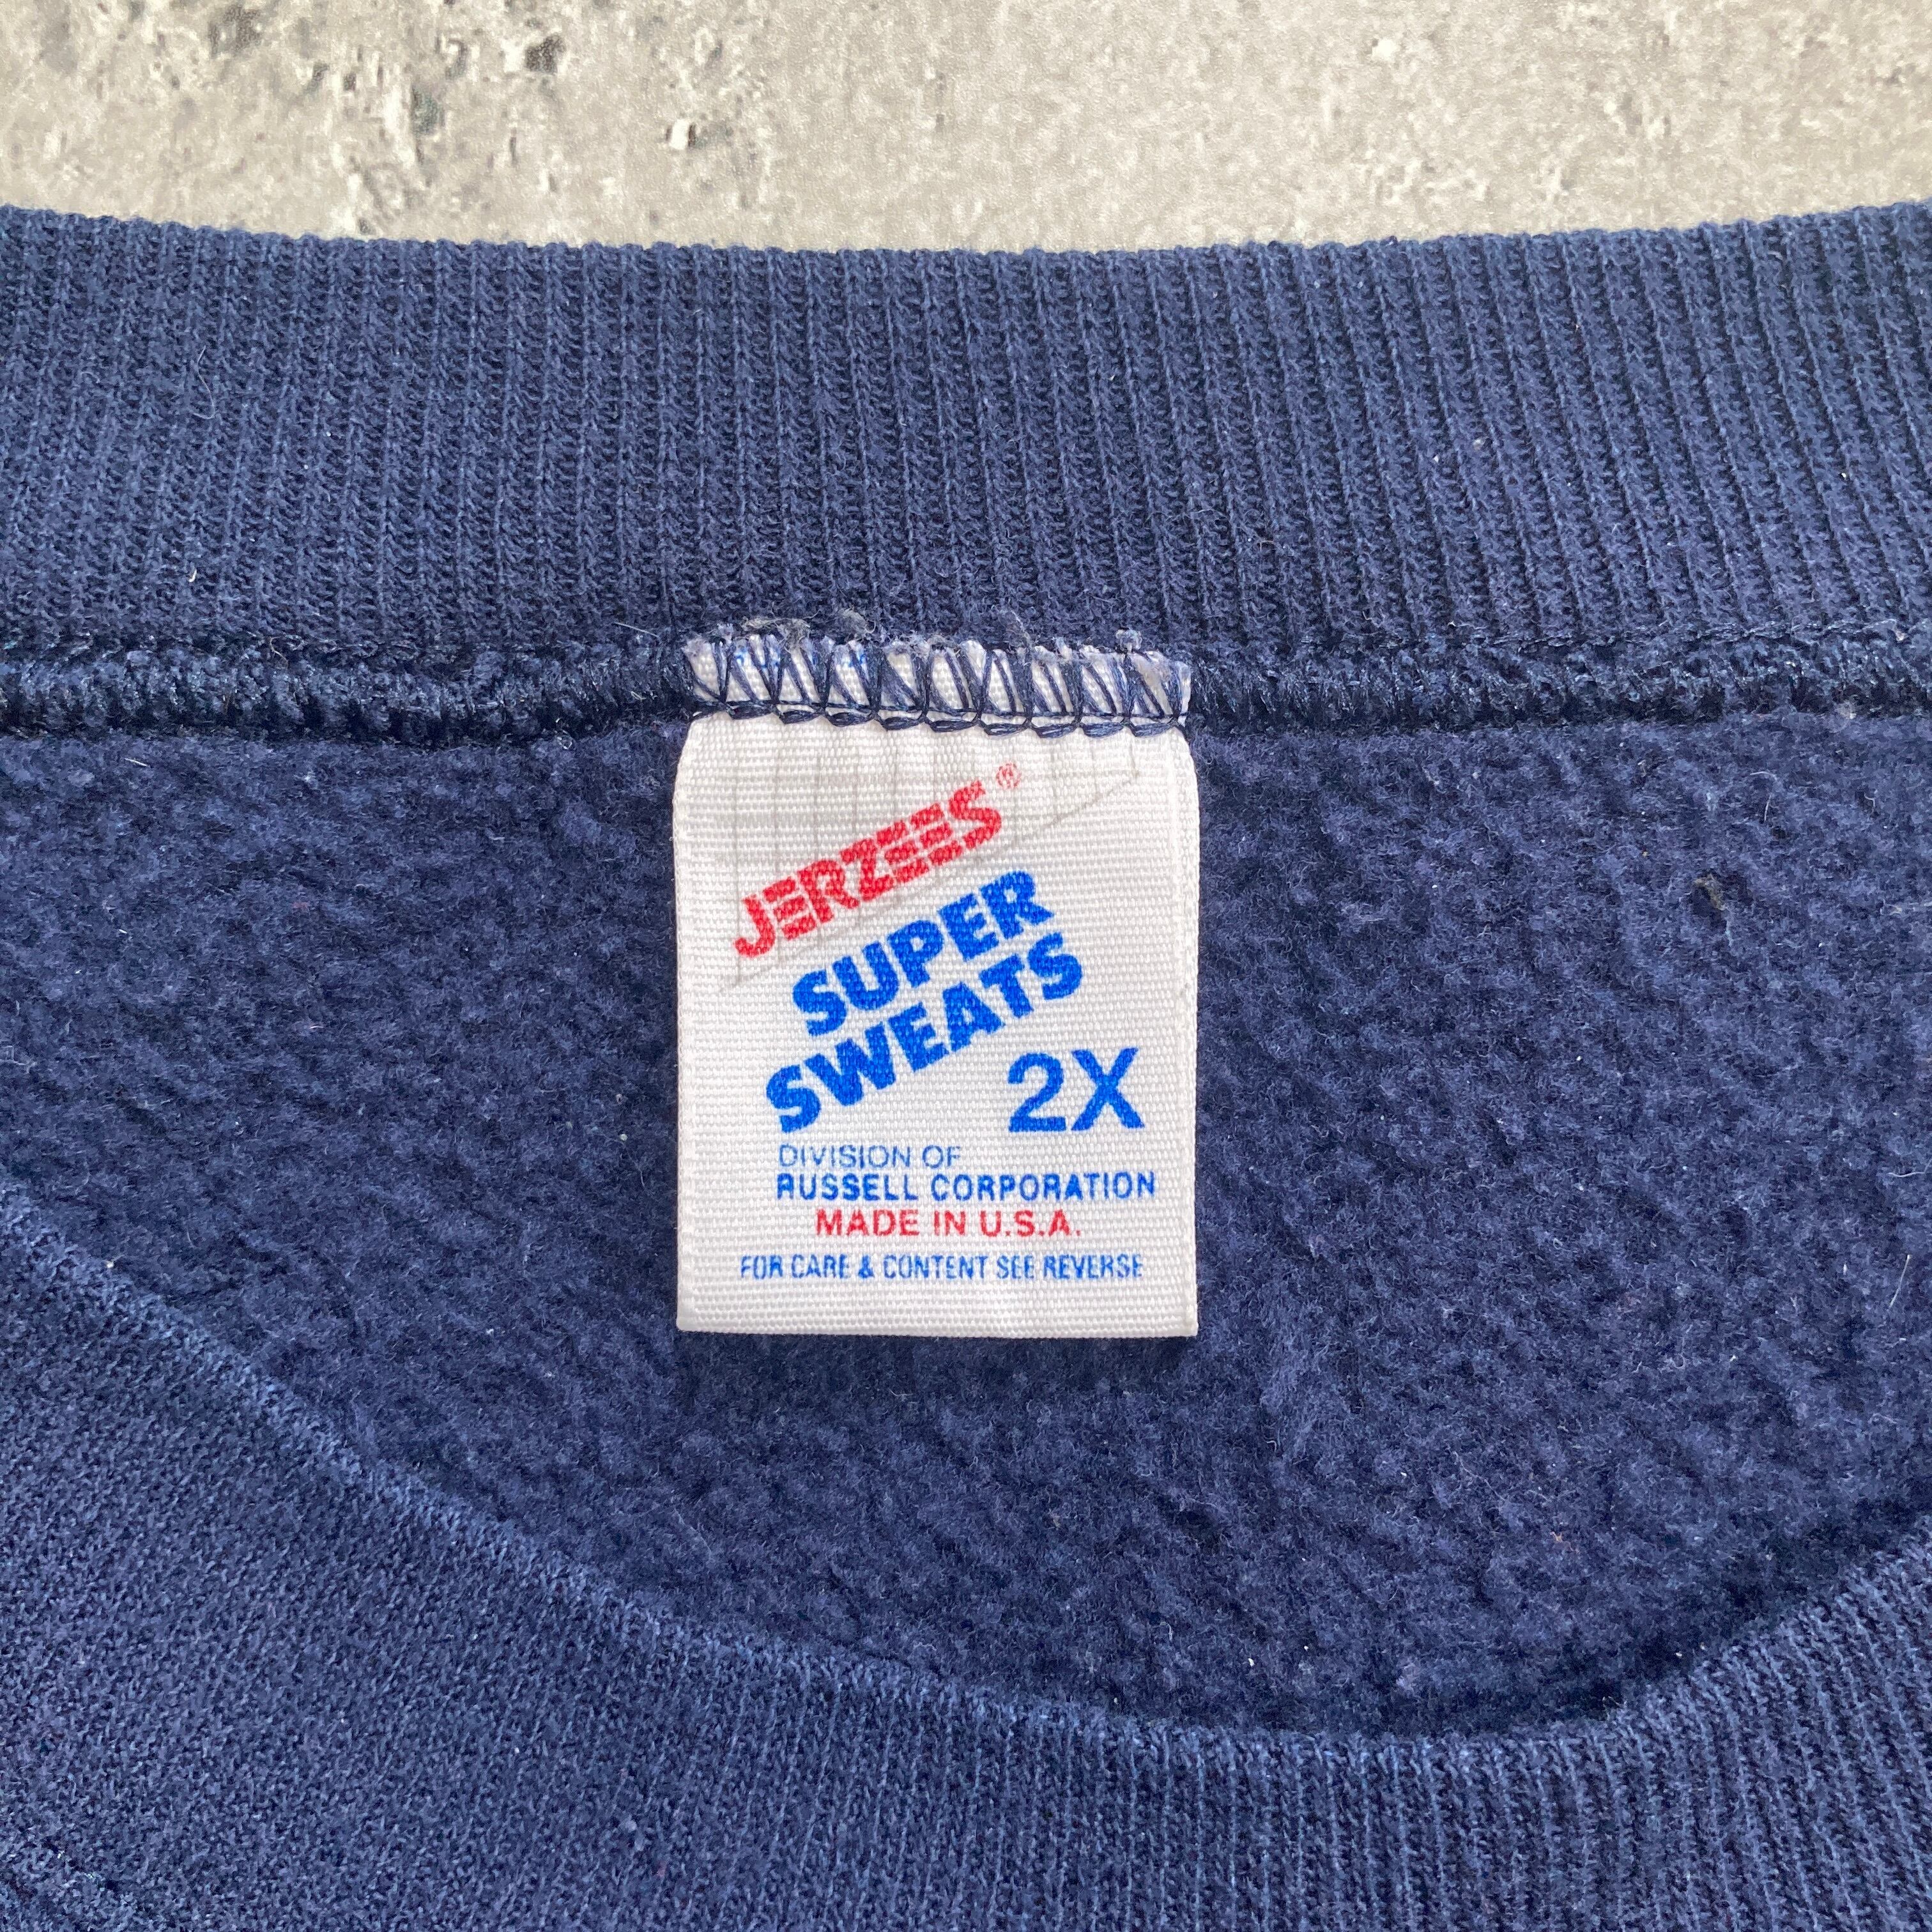 JERZEES®
SUPER
SWEATS
2X
DIVISION OF
RUSSELL CORPORATION
MADE IN U.S.A.
FOR CARE & CONTENT SEE REVERSE